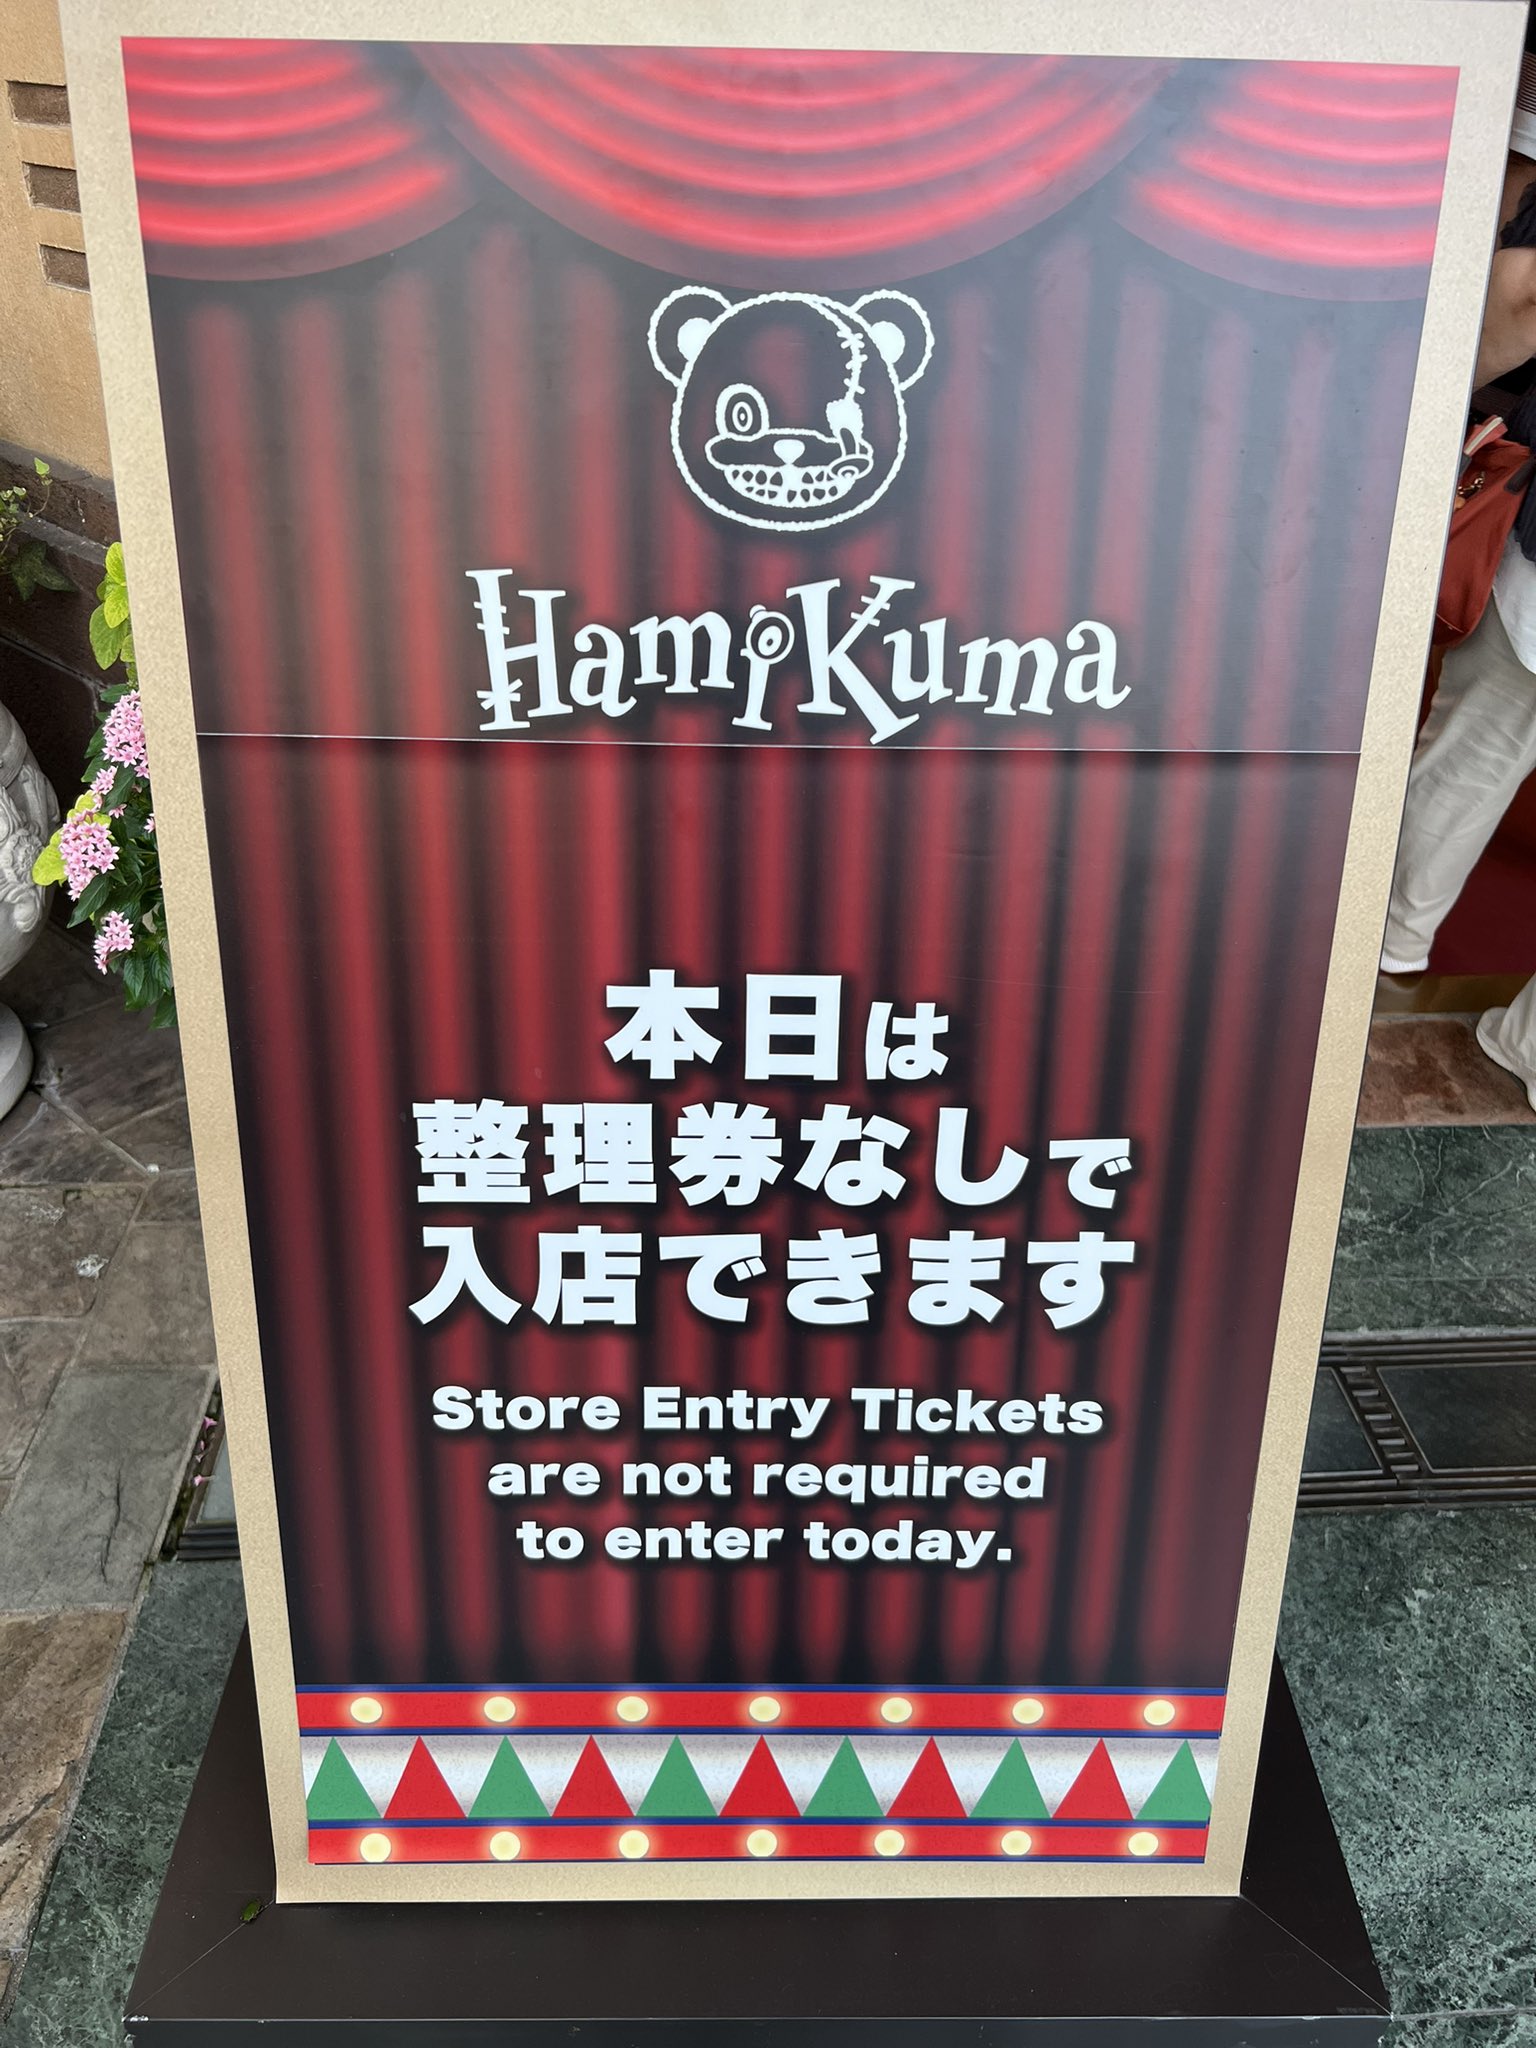 HamiKuma
本日は
整理券なしで
入店できます
Store Entry Tickets
are not required
to enter today.